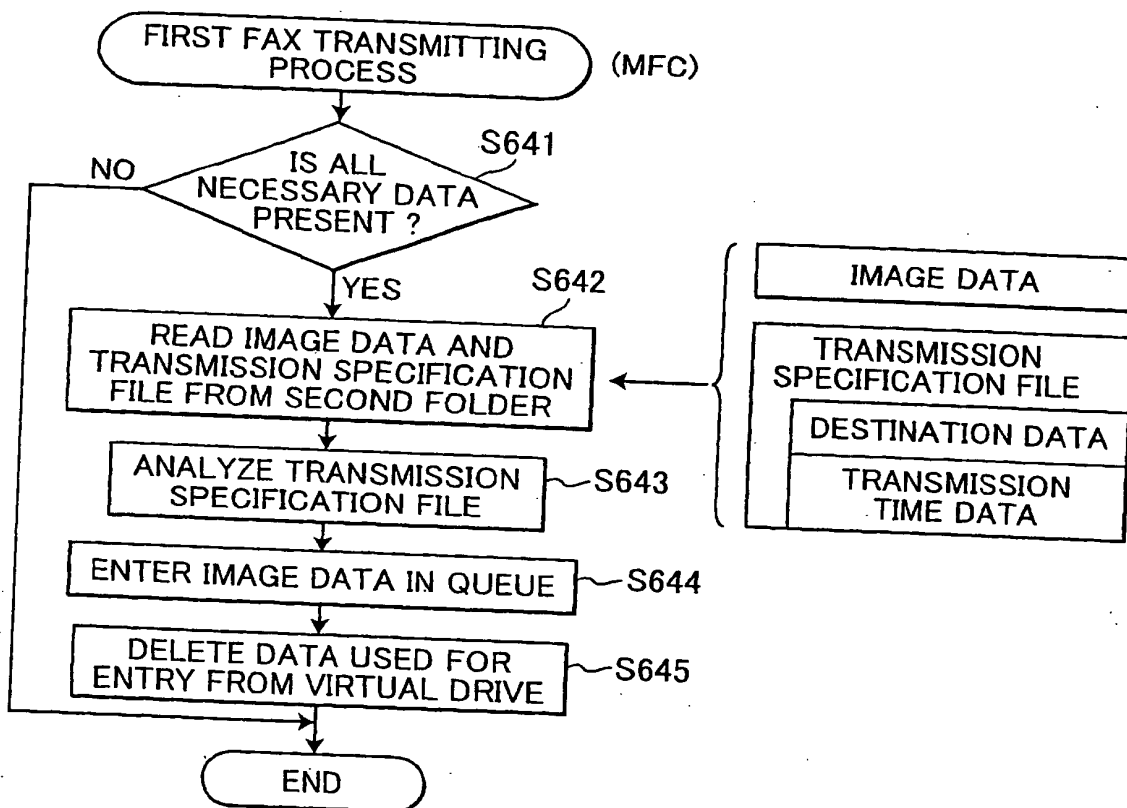 FIRST FAX TRANSMITTING
PROCESS
(MFC)
S641
NO
IS ALL
NECESSARY DATA
PRESENT ?
YES
S642
READ IMAGE DATA AND
TRANSMISSION SPECIFICATION
FILE FROM SECOND FOLDER
IMAGE DATA
TRANSMISSION
SPECIFICATION FILE
DESTINATION DATA
TRANSMISSION
TIME DATA
ANALYZE TRANSMISSION
SPECIFICATION FILE
S643
ENTER IMAGE DATA IN QUEUE
S644
DELETE DATA USED FOR
ENTRY FROM VIRTUAL DRIVE
S645
END